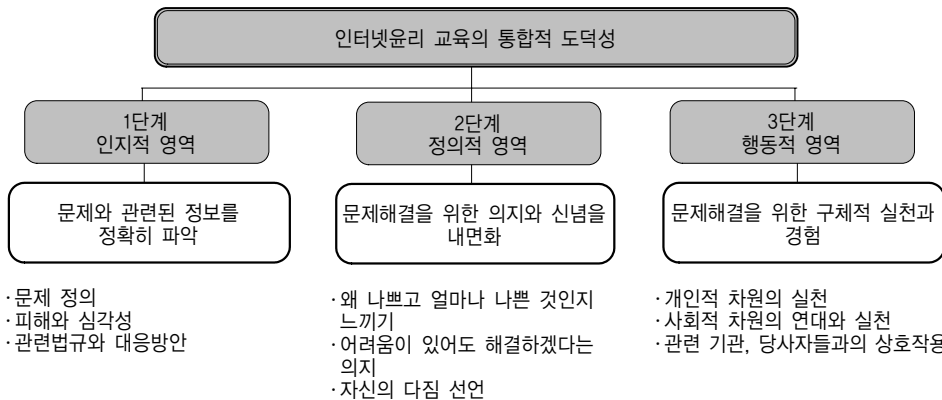 인터넷윤리 교육의 통합적 도덕성
1단계
인지적 영역
2단계
정의적 영역
3단계
행동적 영역
문제와 관련된 정보를
정확히 파악
문제해결을 위한 의지와 신념을
내면화
문제해결을 위한 구체적 실천과
경험
·문제 정의
·피해와 심각성
·관련법규와 대응방안
·왜 나쁘고 얼마나 나쁜 것인지
느끼기
·어려움이 있어도 해결하겠다는
의지
·자신의 다짐 선언
·개인적 차원의 실천
·사회적 차원의 연대와 실천
·관련 기관, 당사자들과의 상호작용